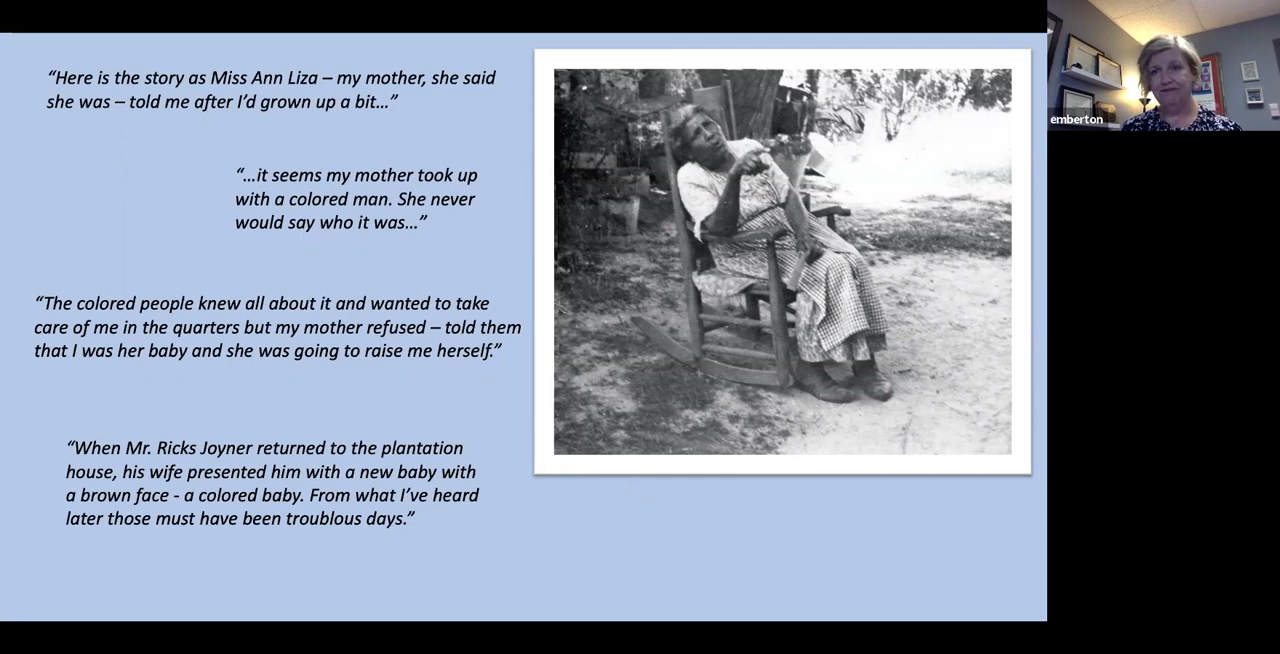 “Here is the story as Miss Ann Liza – my mother, she said
she was – told me after I’d grown up a bit…”
“…it seems my mother took up
with a colored man. She never
would say who it was…”
“The colored people knew all about it and wanted to take
care of me in the quarters but my mother refused – told them
that I was her baby and she was going to raise me herself.”
“When Mr. Ricks Joyner returned to the plantation
house, his wife presented him with a new baby with
a brown face - a colored baby. From what I’ve heard
later those must have been troublous days.”
emberton